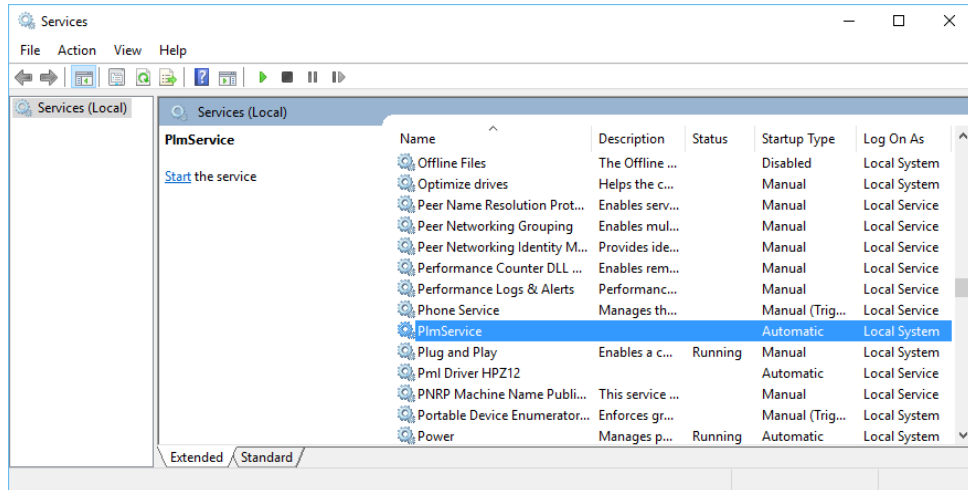 Services
File Action View Help
Services (Local)
Services (Local)
PlmService
Start the service
Name Description Status Startup Type Log On As
Offline Files The Offline ... Disabled Local System
Optimize drives Helps the c... Manual Local System
Peer Name Resolution Prot... Enables serv... Manual Local Service
Peer Networking Grouping Enables mul... Manual Local Service
Peer Networking Identity M... Provides ide... Manual Local Service
Performance Counter DLL ... Enables rem... Manual Local Service
Performance Logs & Alerts Performanc... Manual Local Service
Phone Service Manages th... Manual (Trig... Local Service
PlmService Automatic Local System
Plug and Play Enables a c... Running Manual Local System
Pml Driver HPZ12 Automatic Local Service
PNRP Machine Name Publi... This service ... Manual Local Service
Portable Device Enumerator... Enforces gr... Manual (Trig... Local System
Power Manages p... Running Automatic Local System
Extended Standard